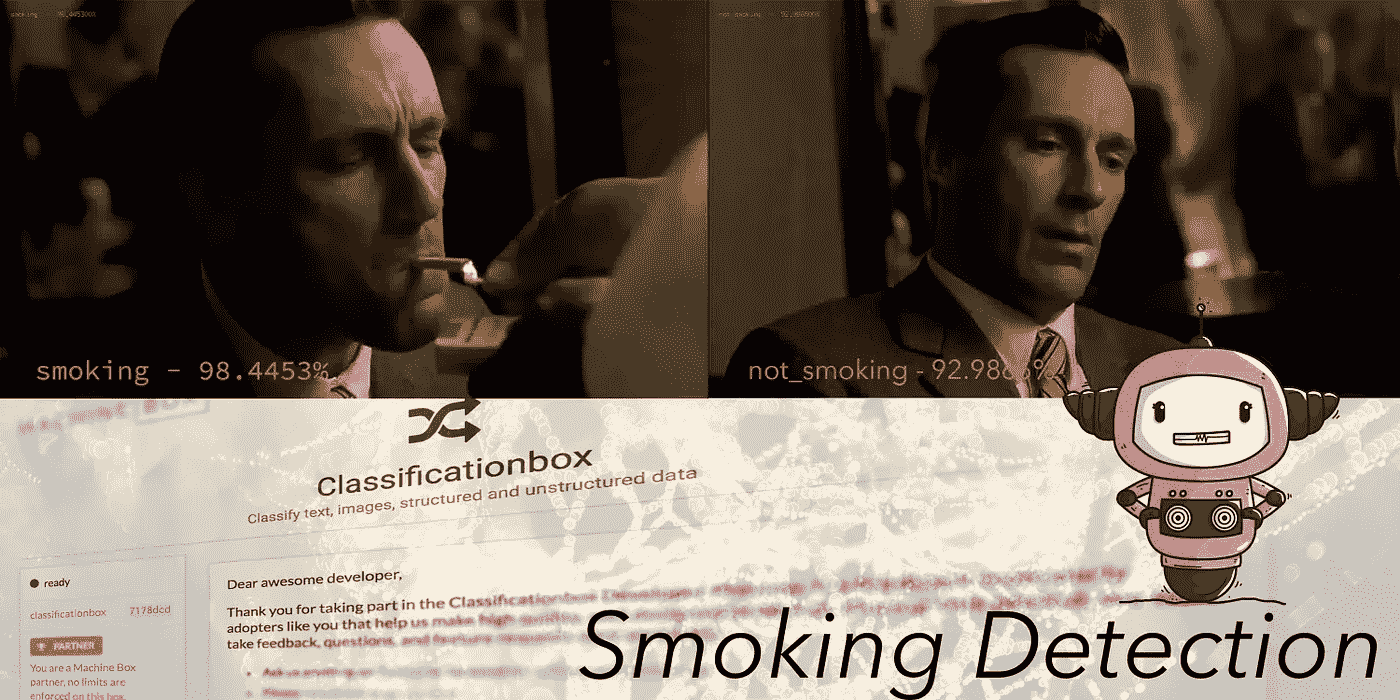 smoking - 98.4453%
not_smoking - 92.98
Classificationbox
Classify text, images, structured and unstructured data
ready
classificationbox 7178dcd
PARTNER
You are a Machine Box
partner, no limits are
enforced on this box.
Dear awesome developer,
Thank you for taking part in the Classificationbox
adopters like you that help us make high
take feedback, questions, and feature
Smoking Detection